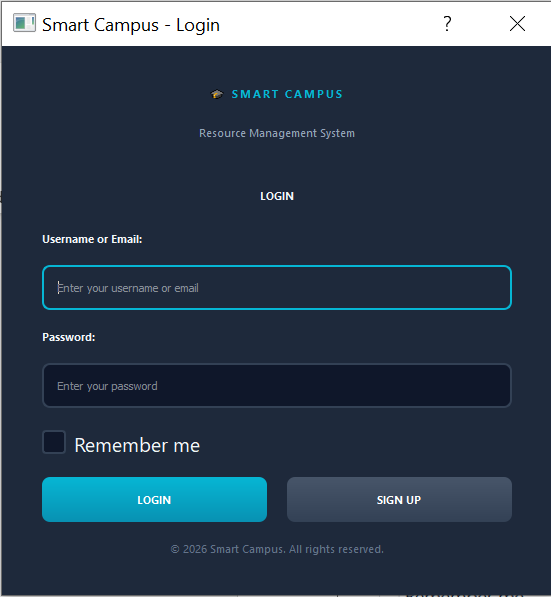 Smart Campus - Login
?
SMART CAMPUS
Resource Management System
LOGIN
Username or Email:
Enter your username or email
Password:
Enter your password
Remember me
LOGIN SIGN UP
© 2026 Smart Campus. All rights reserved.